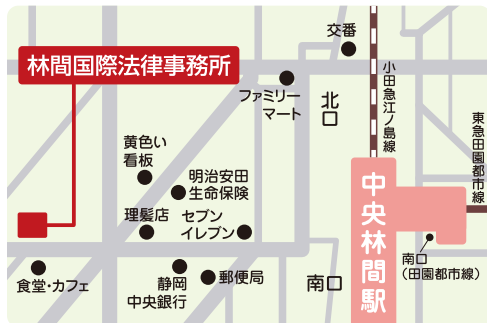 交番
林間国際法律事務所
小田急江ノ島線
ファミリー
マート
北口
東急田園都市線
黄色い
看板
明治安田
生命保険
中央林間駅
理髪店
セブン
イレブン
南口
（田園都市線）
食堂・カフェ
静岡
中央銀行
郵便局
南口